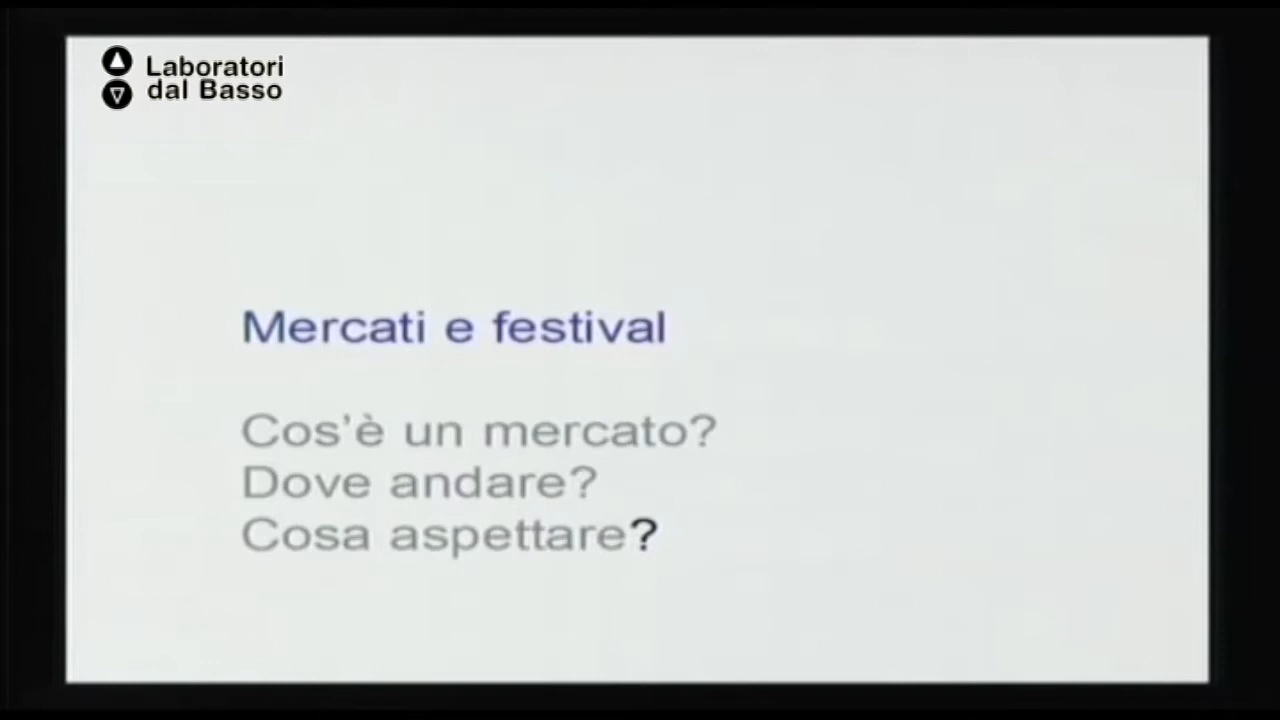 Laboratori
dal Basso
Mercati e festival
Cos'è un mercato?
Dove andare?
Cosa aspettare?